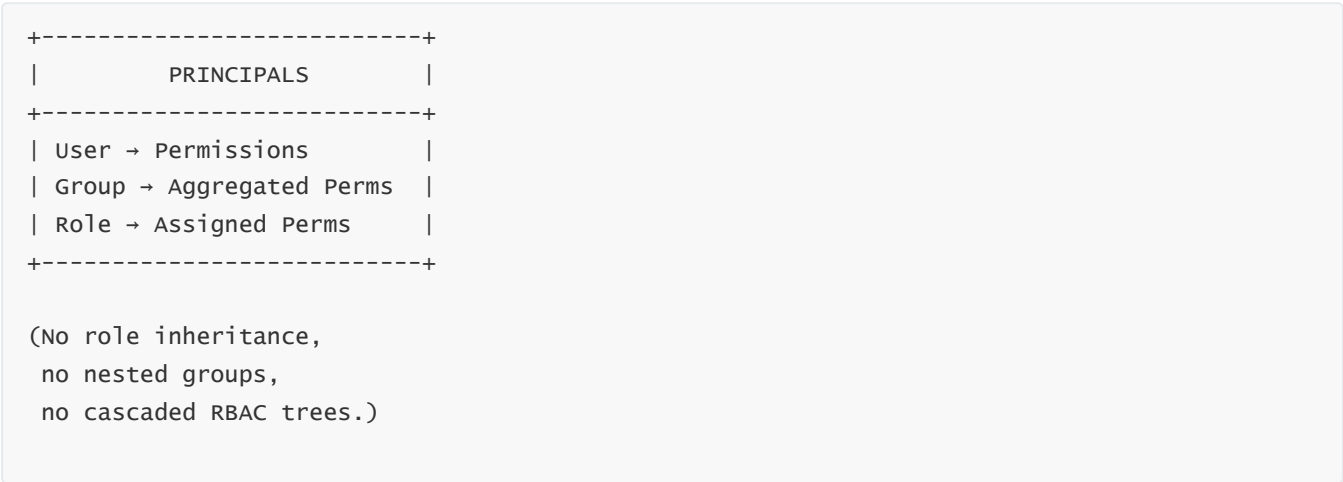 +---------------------------+
|         PRINCIPALS        |
+---------------------------+
| User → Permissions        |
| Group → Aggregated Perms  |
| Role → Assigned Perms     |
+---------------------------+
(No role inheritance,
 no nested groups,
 no cascaded RBAC trees.)